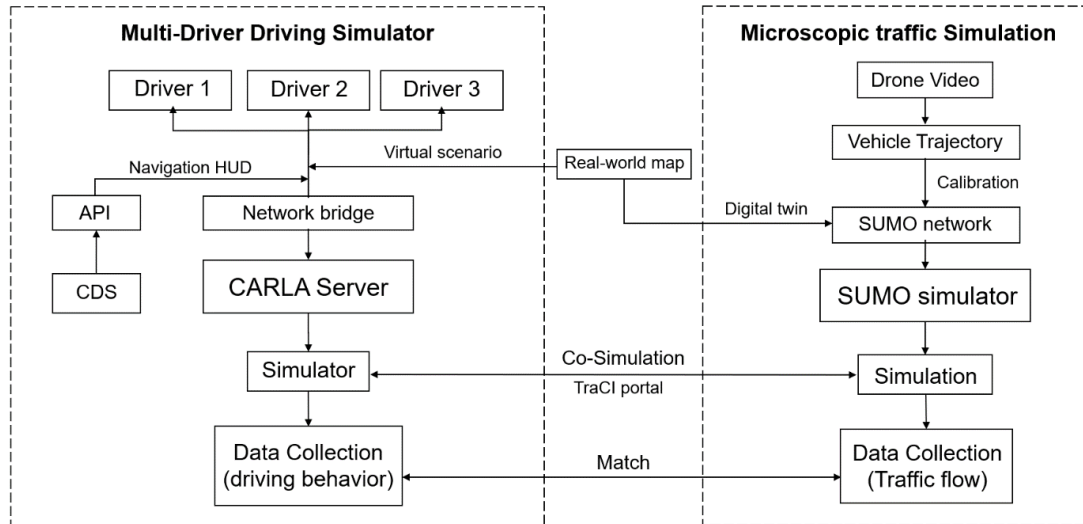 Multi-Driver Driving Simulator
Driver 1
Driver 2
Driver 3
Navigation HUD
Virtual scenario
API
Network bridge
CDS
CARLA Server
Simulator
Data Collection
(driving behavior)
Real-world map
Digital twin
Co-Simulation
TraCI portal
Match
Microscopic traffic Simulation
Drone Video
Vehicle Trajectory
Calibration
SUMO network
SUMO simulator
Simulation
Data Collection
(Traffic flow)